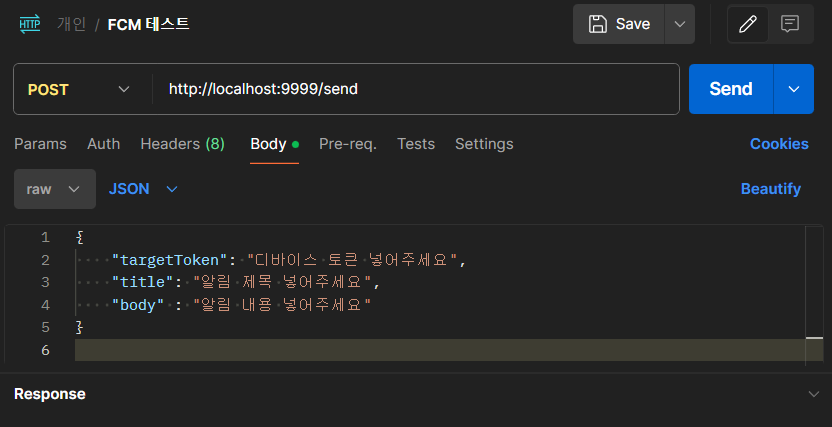 HTTP 개인 / FCM 테스트 Save
POST http://localhost:9999/send Send
Params Auth Headers (8) Body Pre-req. Tests Settings Cookies
raw JSON Beautify
1 {
2 "targetToken": "디바이스 토큰 넣어주세요",
3 "title": "알림 제목 넣어주세요",
4 "body" : "알림 내용 넣어주세요"
5 }
6
Response